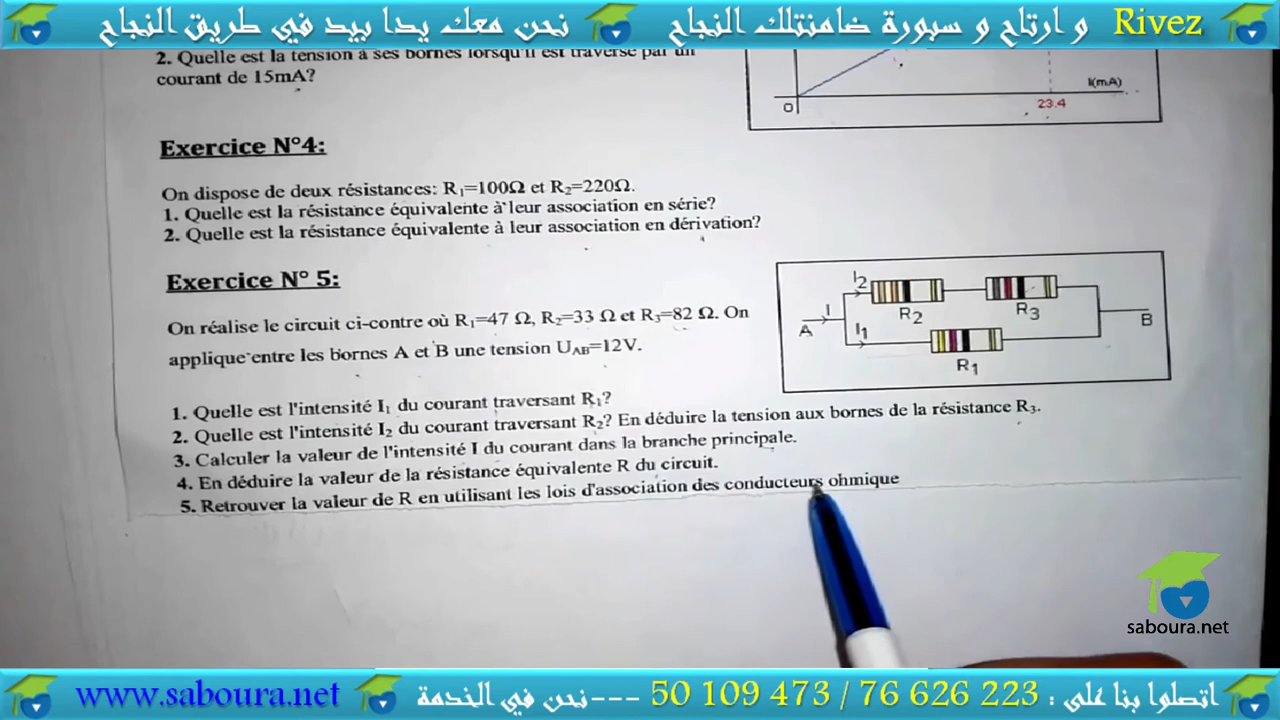 Rivez و ارتاح و سبورة ضامنتلك النجاح نحن معك يدا بيد في طريق النجاح
2. Quelle est la tension à ses bornes lorsqu'il est traversé par un
courant de 15mA?
I(mA)
O
23.4
Exercice N°4:
On dispose de deux résistances: R₁=100Ω et R₂=220Ω.
1. Quelle est la résistance équivalente à leur association en série?
2. Quelle est la résistance équivalente à leur association en dérivation?
Exercice N° 5:
On réalise le circuit ci-contre où R₁=47 Ω, R₂=33 Ω et R₃=82 Ω. On
applique entre les bornes A et B une tension U_AB=12V.
I2
R2
R3
A
I
I1
B
R1
1. Quelle est l'intensité I₁ du courant traversant R₁?
2. Quelle est l'intensité I₂ du courant traversant R₂? En déduire la tension aux bornes de la résistance R₃.
3. Calculer la valeur de l'intensité I du courant dans la branche principale.
4. En déduire la valeur de la résistance équivalente R du circuit.
5. Retrouver la valeur de R en utilisant les lois d'association des conducteurs ohmique
saboura.net
www.saboura.net اتصلوا بنا على : 50 109 473 / 76 626 223 ---نحن في الخدمة